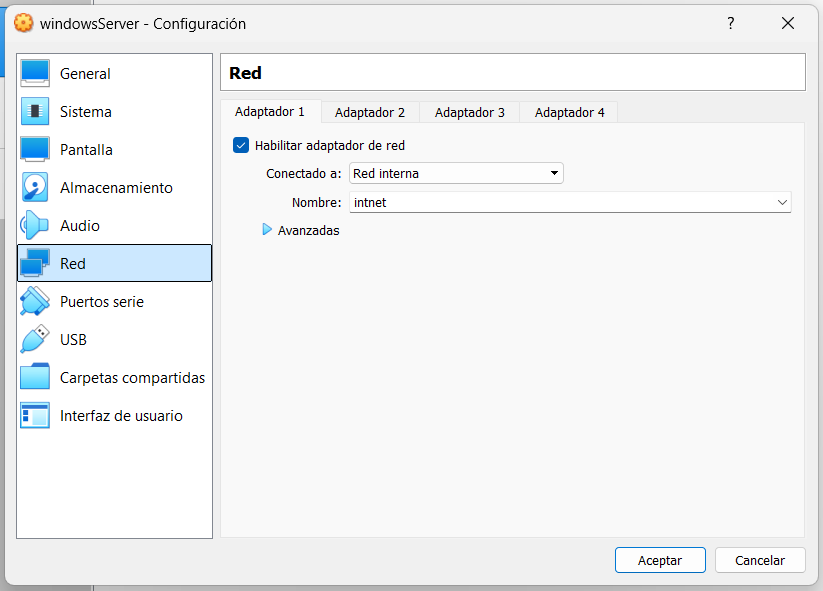 windowsServer - Configuración
?
General
Sistema
Pantalla
Almacenamiento
Audio
Red
Puertos serie
USB
Carpetas compartidas
Interfaz de usuario
Red
Adaptador 1 Adaptador 2 Adaptador 3 Adaptador 4
Habilitar adaptador de red
Conectado a: Red interna
Nombre: intnet
Avanzadas
Aceptar Cancelar